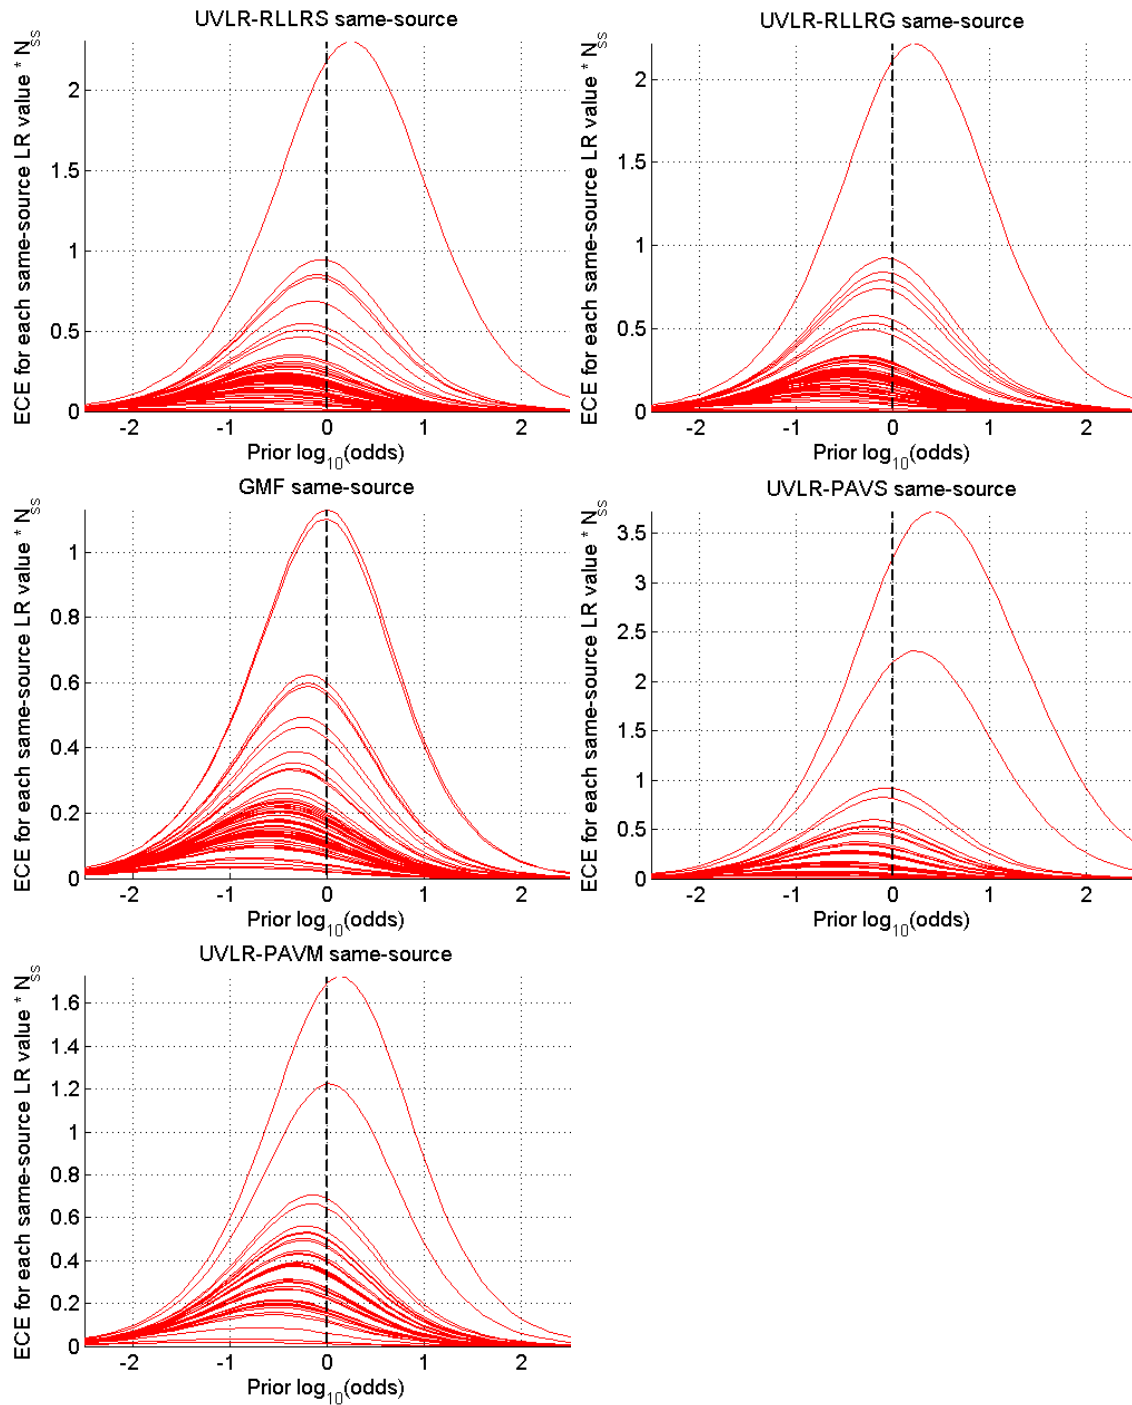 UVLR-RLLRS same-source
ECE for each same-source LR value * N_ss
2
1.5
1
0.5
0
-2 -1 0 1 2
Prior log_10(odds)
UVLR-RLLRG same-source
ECE for each same-source LR value * N_ss
2
1.5
1
0.5
0
-2 -1 0 1 2
Prior log_10(odds)
GMF same-source
ECE for each same-source LR value * N_ss
1
0.8
0.6
0.4
0.2
0
-2 -1 0 1 2
Prior log_10(odds)
UVLR-PAVS same-source
ECE for each same-source LR value * N_ss
3.5
3
2.5
2
1.5
1
0.5
0
-2 -1 0 1 2
Prior log_10(odds)
UVLR-PAVM same-source
ECE for each same-source LR value * N_ss
1.6
1.4
1.2
1
0.8
0.6
0.4
0.2
0
-2 -1 0 1 2
Prior log_10(odds)